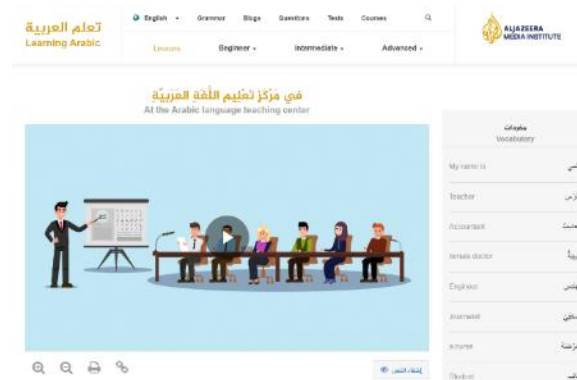 تعلم العربية
Learning Arabic
English
Grammar
Blogs
Questions
Tests
Courses
Lessons
Beginner
Intermediate
Advanced
ALJAZEERA
MEDIA INSTITUTE
في مَرْكَزِ تَعْلِيمِ اللُّغَةِ العَرَبِيَّةِ
At the Arabic language teaching center
مفردات
Vocabulary
My name is
Teacher
Accountant
female doctor
Engineer
Journalist
a nurse
Student